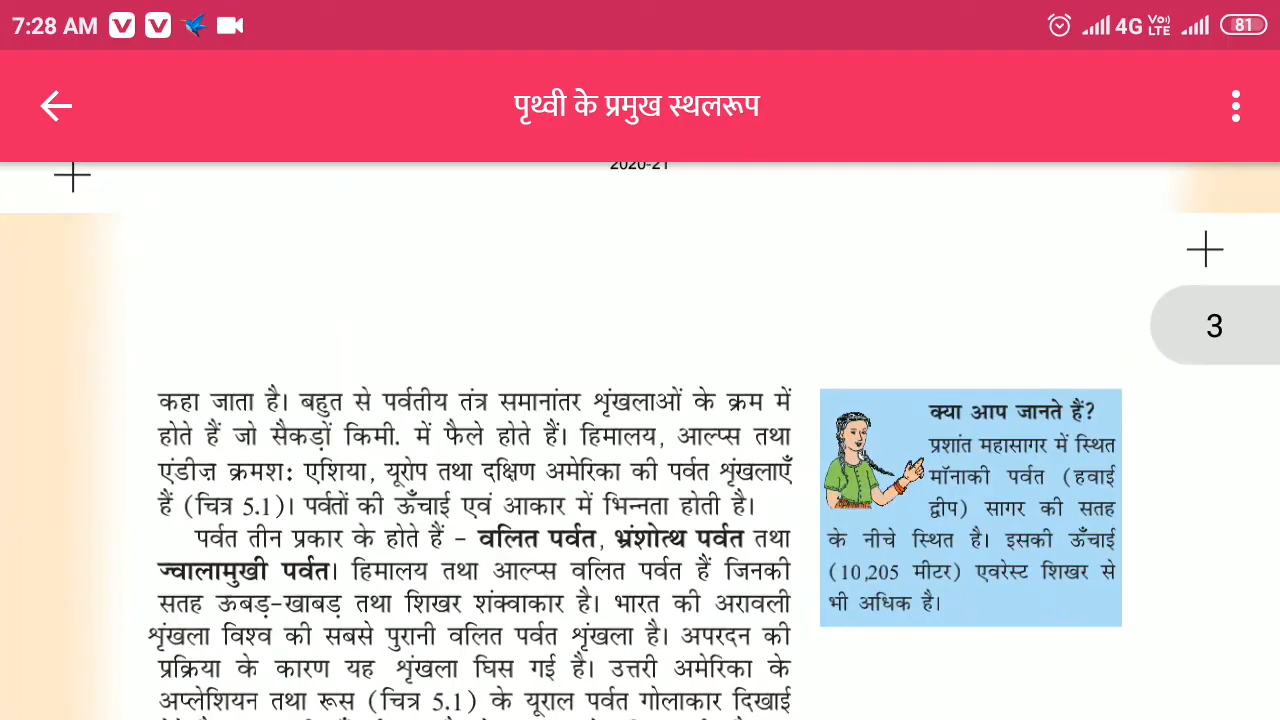 7:28 AM
4G Vo) LTE 81
पृथ्वी के प्रमुख स्थलरूप
2020-21
3
कहा जाता है। बहुत से पर्वतीय तंत्र समानांतर शृंखलाओं के क्रम में
होते हैं जो सैकड़ों किमी. में फैले होते हैं। हिमालय, आल्प्स तथा
एंडीज़ क्रमश: एशिया, यूरोप तथा दक्षिण अमेरिका की पर्वत शृंखलाएँ
हैं (चित्र 5.1)। पर्वतों की ऊँचाई एवं आकार में भिन्नता होती है।
पर्वत तीन प्रकार के होते हैं - वलित पर्वत, भ्रंशोत्थ पर्वत तथा
ज्वालामुखी पर्वत। हिमालय तथा आल्प्स वलित पर्वत हैं जिनकी
सतह ऊबड़-खाबड़ तथा शिखर शंक्वाकार है। भारत की अरावली
शृंखला विश्व की सबसे पुरानी वलित पर्वत शृंखला है। अपरदन की
प्रक्रिया के कारण यह शृंखला घिस गई है। उत्तरी अमेरिका के
अप्लेशियन तथा रूस (चित्र 5.1) के यूराल पर्वत गोलाकार दिखाई
क्या आप जानते हैं?
प्रशांत महासागर में स्थित
मॉनाकी पर्वत (हवाई
द्वीप) सागर की सतह
के नीचे स्थित है। इसकी ऊँचाई
(10,205 मीटर) एवरेस्ट शिखर से
भी अधिक है।